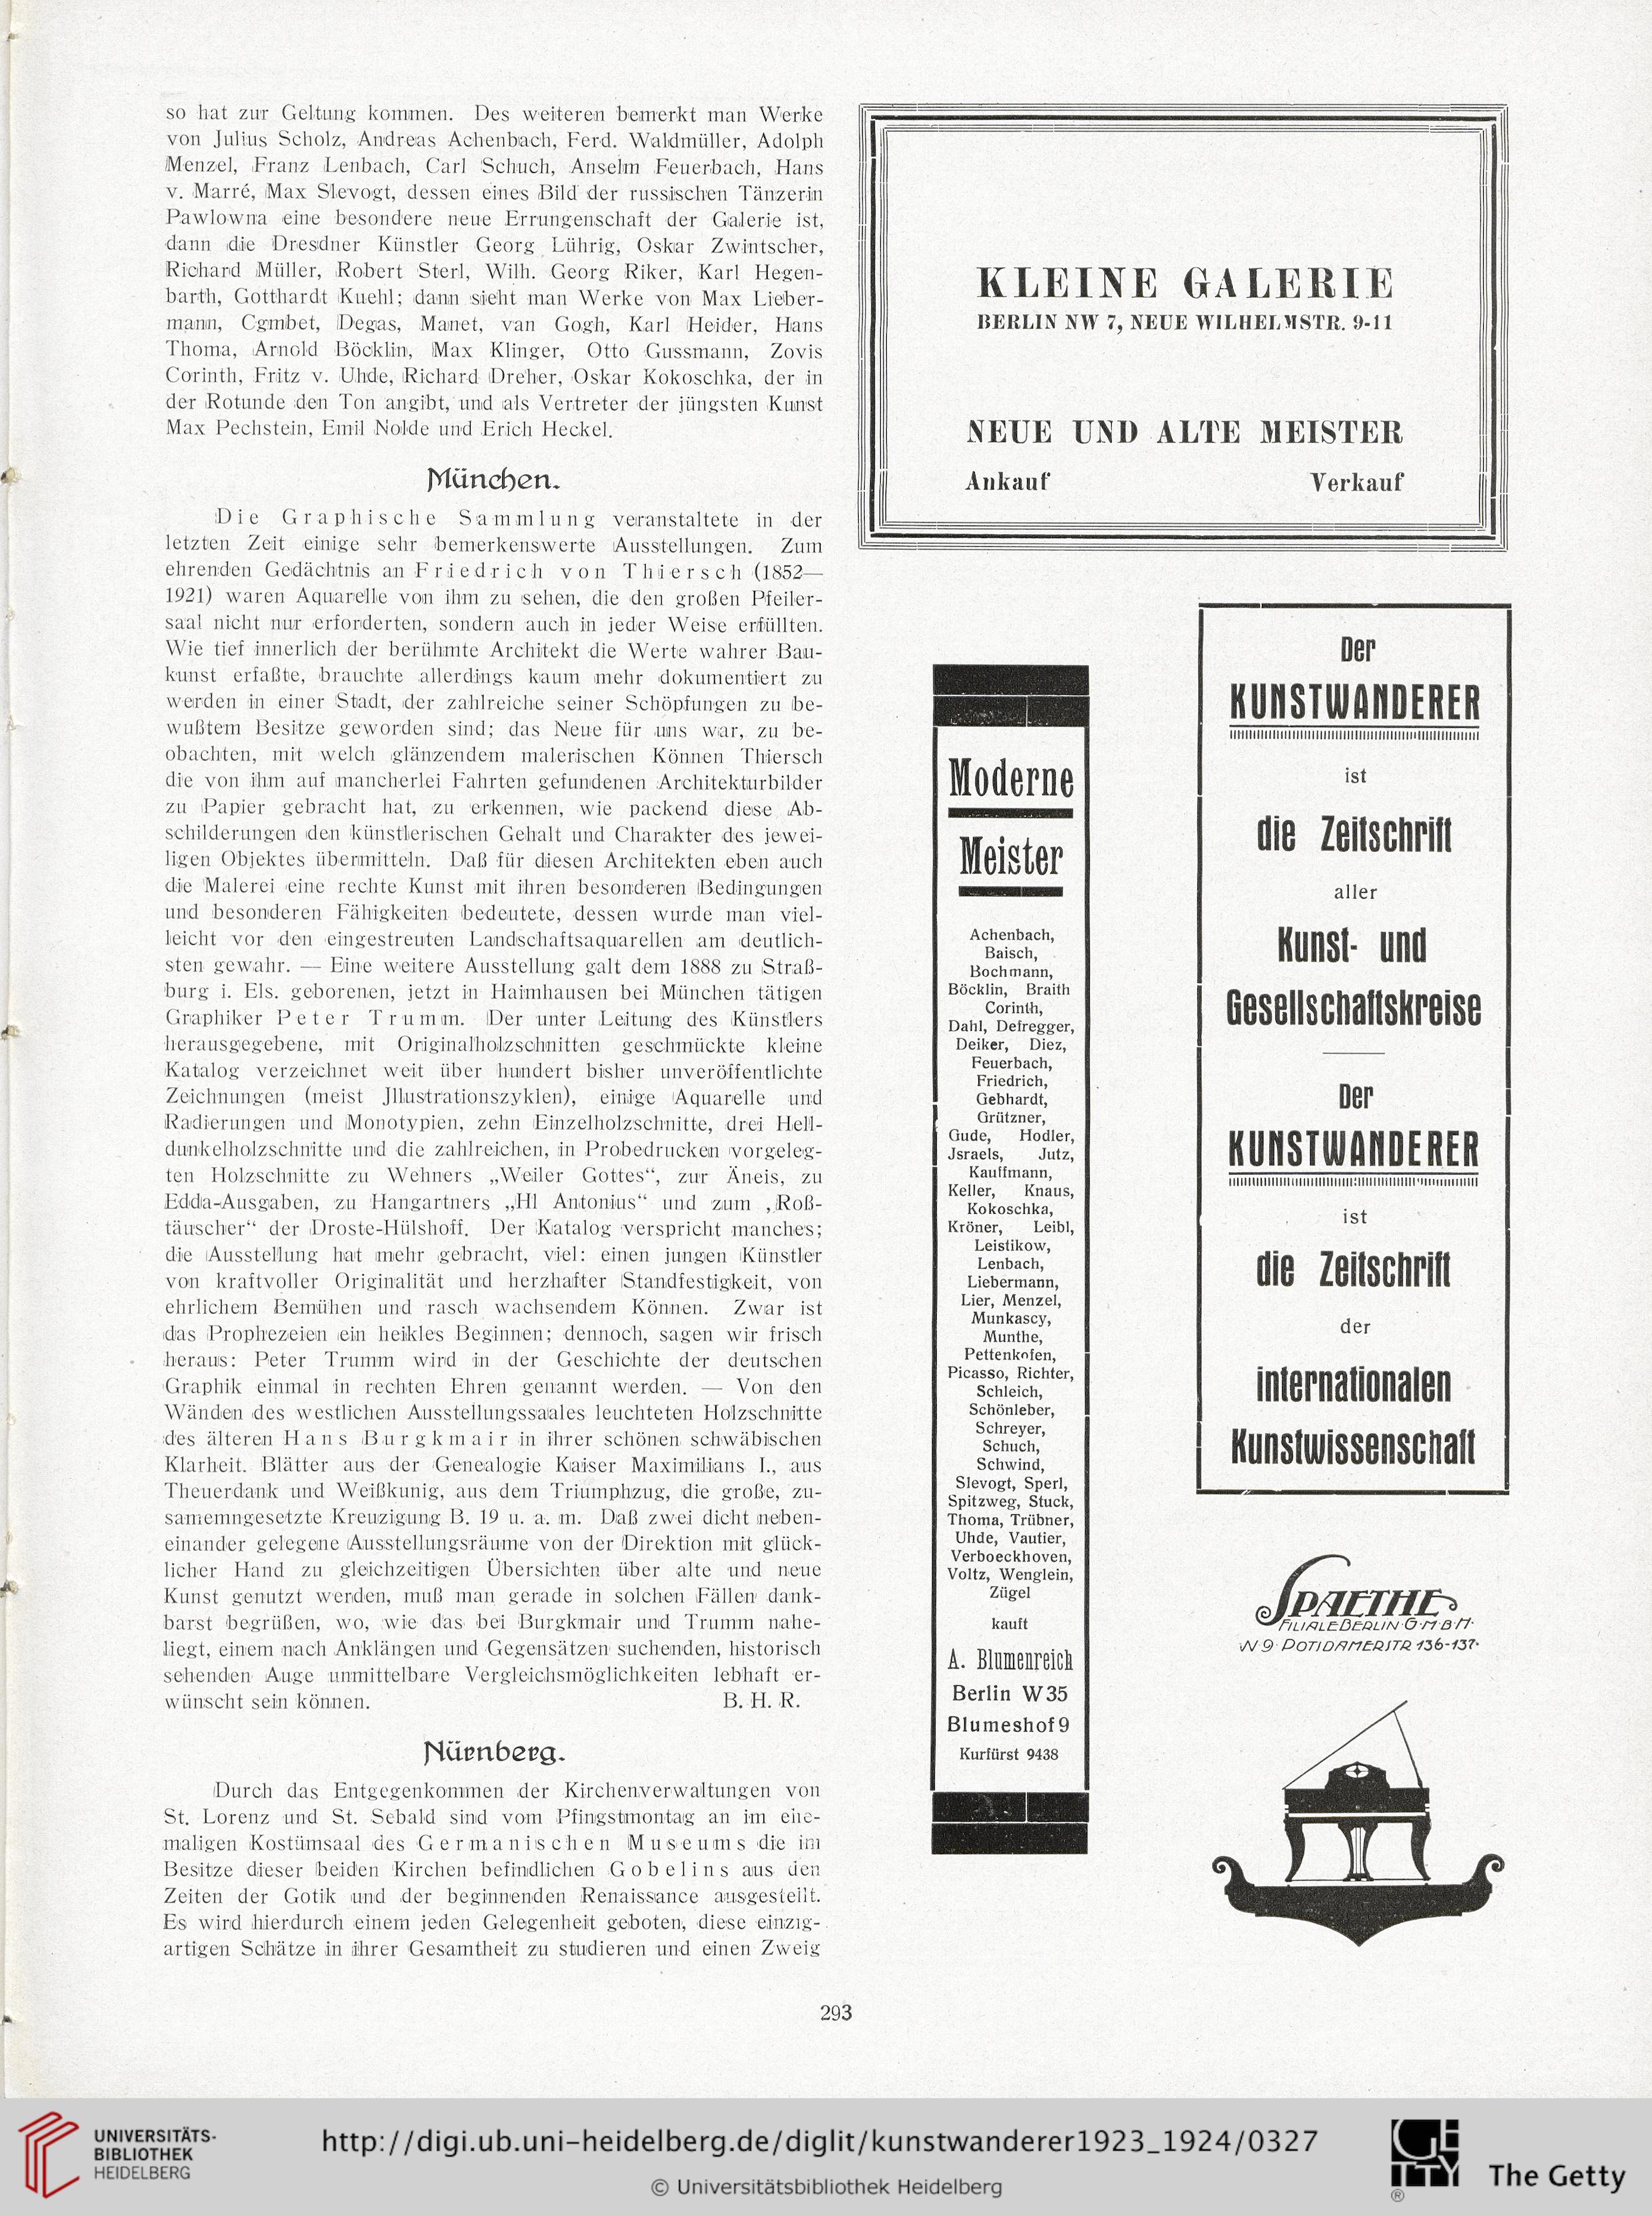 so hat zur Geltung kommen. Des weiteren bemerkt man Werke
von Julius Scholz, Andreas Achenbach, Ferd. Waldmüller, Adolph
Menzel, Franz Lenbach, Carl Schuch, Anselm Feuerbach, Hans
v. Marré, Max Slevogt, dessen eines Bild der russischen Tänzerin
Pawlowna eine besondere neue Errungenschaft der Galerie ist,
dann die Dresdner Künstler Georg Lührig, Oskar Zwintscher,
Richard Müller, Robert Sterl, Wilh. Georg Riker, Karl Hegen-
barth, Gotthardt Kuehl; dann sieht man Werke von Max Lieber-
mann, Cgmbet, Degas, Manet, van Gogh, Karl Heider, Hans
Thoma, Arnold Böcklin, Max Klinger, Otto Gussmann, Zovis
Corinth, Fritz v. Uhde, Richard Dreher, Oskar Kokoschka, der in
der Rotunde den Ton angibt, und als Vertreter der jüngsten Kunst
Max Pechstein, Emil Nolde und Erich Heckel.
München.
Die Graphische Sammlung veranstaltete in der
letzten Zeit einige sehr bemerkenswerte Ausstellungen. Zum
ehrenden Gedächtnis an Friedrich von Thiersch (1852—
1921) waren Aquarelle von ihm zu sehen, die den großen Pfeiler-
saal nicht nur erforderten, sondern auch in jeder Weise erfüllten.
Wie tief innerlich der berühmte Architekt die Werte wahrer Bau-
kunst erfaßte, brauchte allerdings kaum mehr dokumentiert zu
werden in einer Stadt, der zahlreiche seiner Schöpfungen zu be-
wußtem Besitze geworden sind; das Neue für uns war, zu be-
obachten, mit welch glänzendem malerischen Können Thiersch
die von ihm auf mancherlei Fahrten gefundenen Architekturbilder
zu Papier gebracht hat, zu erkennen, wie packend diese Ab-
schilderungen den künstlerischen Gehalt und Charakter des jewei-
ligen Objektes übermitteln. Daß für diesen Architekten eben auch
die Malerei eine rechte Kunst mit ihren besonderen Bedingungen
und besonderen Fähigkeiten bedeutete, dessen wurde man viel-
leicht vor den eingestreuten Landschaftsaquarellen am deutlich-
sten gewahr. — Eine weitere Ausstellung galt dem 1888 zu Straß-
burg i. Els. geborenen, jetzt in Haimhausen bei München tätigen
Graphiker Peter Trumm. Der unter Leitung des Künstlers
herausgegebene, mit Originalholzschnitten geschmückte kleine
Katalog verzeichnet weit über hundert bisher unveröffentlichte
Zeichnungen (meist Jllustrationszyklen), einige Aquarelle und
Radierungen und Monotypien, zehn Einzelholzschnitte, drei Hell-
dunkelholzschnitte und die zahlreichen, in Probedrucken vorgeleg-
ten Holzschnitte zu Wehners „Weiler Gottes“, zur Äneis, zu
Edda-Ausgaben, zu Hangartners „Hl Antonius“ und zum ‚Roß-
täuscher“ der Droste-Hülshoff. Der Katalog verspricht manches;
die Ausstellung hat mehr gebracht, viel: einen jungen Künstler
von kraftvoller Originalität und herzhafter Standfestigkeit, von
ehrlichem Bemühen und rasch wachsendem Können. Zwar ist
das Prophezeien ein heikles Beginnen; dennoch, sagen wir frisch
heraus: Peter Trumm wird in der Geschichte der deutschen
Graphik einmal in rechten Ehren genannt werden. — Von den
Wänden des westlichen Ausstellungssaales leuchteten Holzschnitte
des älteren Hans Burgkmair in ihrer schönen schwäbischen
Klarheit. Blätter aus der Genealogie Kaiser Maximilians I., aus
Theuerdank und Weißkunig, aus dem Triumphzug, die große, zu-
samemngesetzte Kreuzigung B. 19 u. a. m. Daß zwei dicht neben-
einander gelegene Ausstellungsräume von der Direktion mit glück-
licher Hand zu gleichzeitigen Übersichten über alte und neue
Kunst genutzt werden, muß man gerade in solchen Fällen dank-
barst begrüßen, wo, wie das bei Burgkmair und Trumm nahe-
liegt, einem nach Anklängen und Gegensätzen suchenden, historisch
sehenden Auge unmittelbare Vergleichsmöglichkeiten lebhaft er-
wünscht sein können. B. H. R.
Nürnberg.
Durch das Entgegenkommen der Kirchenverwaltungen von
St. Lorenz und St. Sebald sind vom Pfingstmontag an im ehe-
maligen Kostümsaal des Germanischen Museums die im
Besitze dieser beiden Kirchen befindlichen Gobelins aus den
Zeiten der Gotik und der beginnenden Renaissance ausgestellt.
Es wird hierdurch einem jeden Gelegenheit geboten, diese einzig-
artigen Schätze in ihrer Gesamtheit zu studieren und einen Zweig
KLEINE GALERIE
BERLIN NW 7, NEUE WILHELMSTR. 9-11
NEUE UND ALTE MEISTER
Ankauf Verkauf
Moderne
Meister
Achenbach,
Baisch,
Bochmann,
Böcklin, Braith
Corinth,
Dahl, Defregger,
Deiker, Diez,
Feuerbach,
Friedrich,
Gebhardt,
Grützner,
Gude, Hodler,
Jsraels, Jutz,
Kauffmann,
Keller, Knaus,
Kokoschka,
Kröner, Leibl,
Leistikow,
Lenbach,
Liebermann,
Lier, Menzel,
Munkascy,
Munthe,
Pettenkofen,
Picasso, Richter,
Schleich,
Schönleber,
Schreyer,
Schuch,
Schwind,
Slevogt, Sperl,
Spitzweg, Stuck,
Thoma, Trübner,
Uhde, Vautier,
Verboeckhoven,
Voltz, Wenglein,
Zügel
kauft
A. Blumenreich
Berlin W 35
Blumeshof 9
Kurfürst 9438
Der
KUNSTWANDERER
ist
die Zeitschrift
aller
Kunst- und
Gesellschaftskreise
Der
KUNSTWANDERER
ist
die Zeitschrift
der
internationalen
Kunstwissenschaft
SPAETHE
FILIALE BERLIN G·M·B·H·
W 9 POTSDAMERSTR 136-137·
293
UNIVERSITÄTS-
BIBLIOTHEK
HEIDELBERG
http://digi.ub.uni-heidelberg.de/diglit/kunstwanderer1923_1924/0327
© Universitätsbibliothek Heidelberg
GETTY
®
The Getty